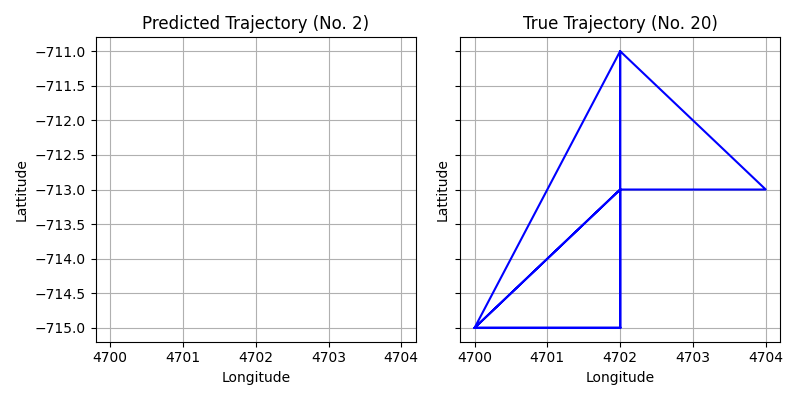 Predicted Trajectory (No. 2)
True Trajectory (No. 20)
−711.0
−711.5
−712.0
−712.5
−713.0
−713.5
−714.0
−714.5
−715.0
Lattitude
Lattitude
4700 4701 4702 4703 4704
4700 4701 4702 4703 4704
Longitude
Longitude